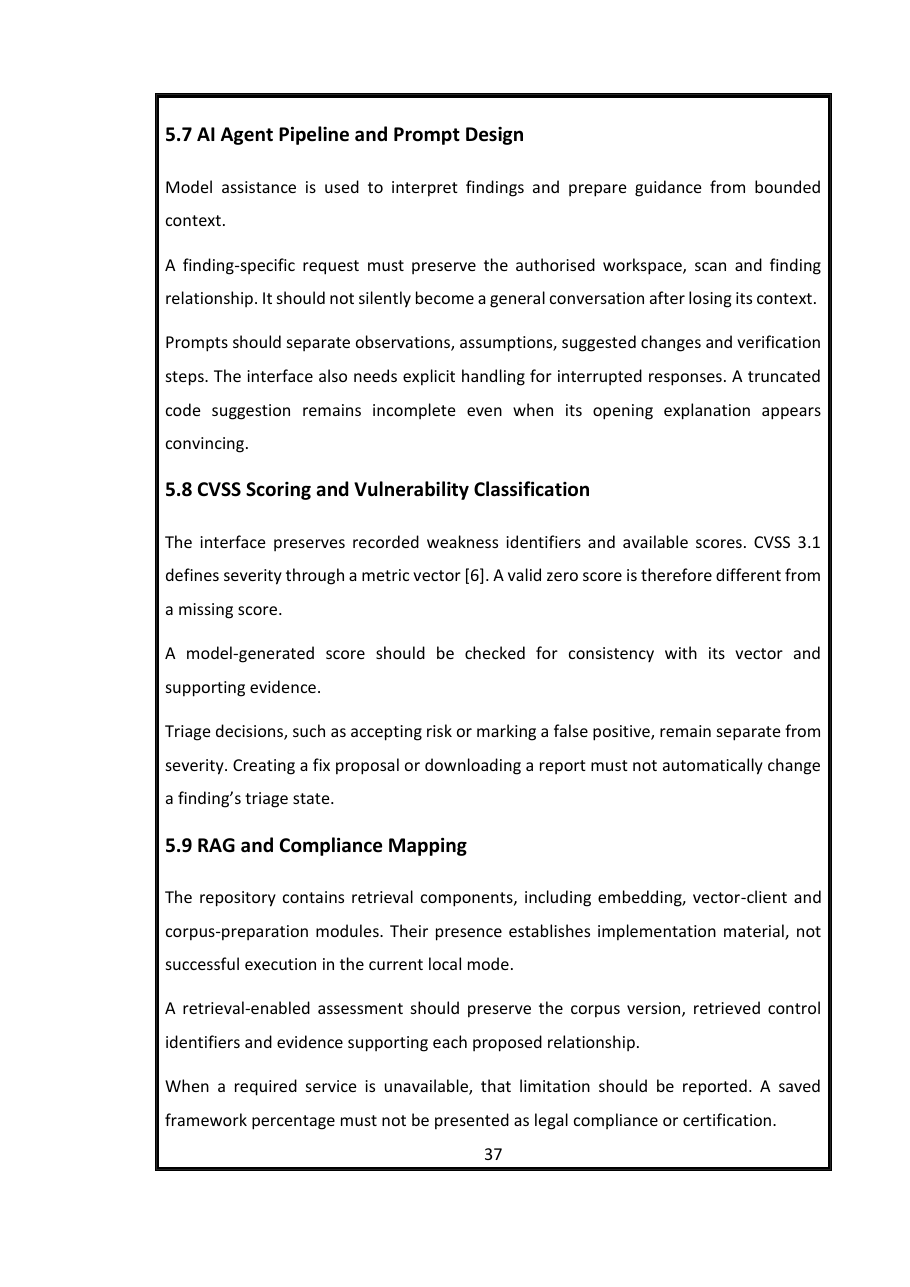 5.7 AI Agent Pipeline and Prompt Design
Model assistance is used to interpret findings and prepare guidance from bounded
context.
A finding-specific request must preserve the authorised workspace, scan and finding
relationship. It should not silently become a general conversation after losing its context.
Prompts should separate observations, assumptions, suggested changes and verification
steps. The interface also needs explicit handling for interrupted responses. A truncated
code suggestion remains incomplete even when its opening explanation appears
convincing.
5.8 CVSS Scoring and Vulnerability Classification
The interface preserves recorded weakness identifiers and available scores. CVSS 3.1
defines severity through a metric vector [6]. A valid zero score is therefore different from
a missing score.
A model-generated score should be checked for consistency with its vector and
supporting evidence.
Triage decisions, such as accepting risk or marking a false positive, remain separate from
severity. Creating a fix proposal or downloading a report must not automatically change
a finding’s triage state.
5.9 RAG and Compliance Mapping
The repository contains retrieval components, including embedding, vector-client and
corpus-preparation modules. Their presence establishes implementation material, not
successful execution in the current local mode.
A retrieval-enabled assessment should preserve the corpus version, retrieved control
identifiers and evidence supporting each proposed relationship.
When a required service is unavailable, that limitation should be reported. A saved
framework percentage must not be presented as legal compliance or certification.
37